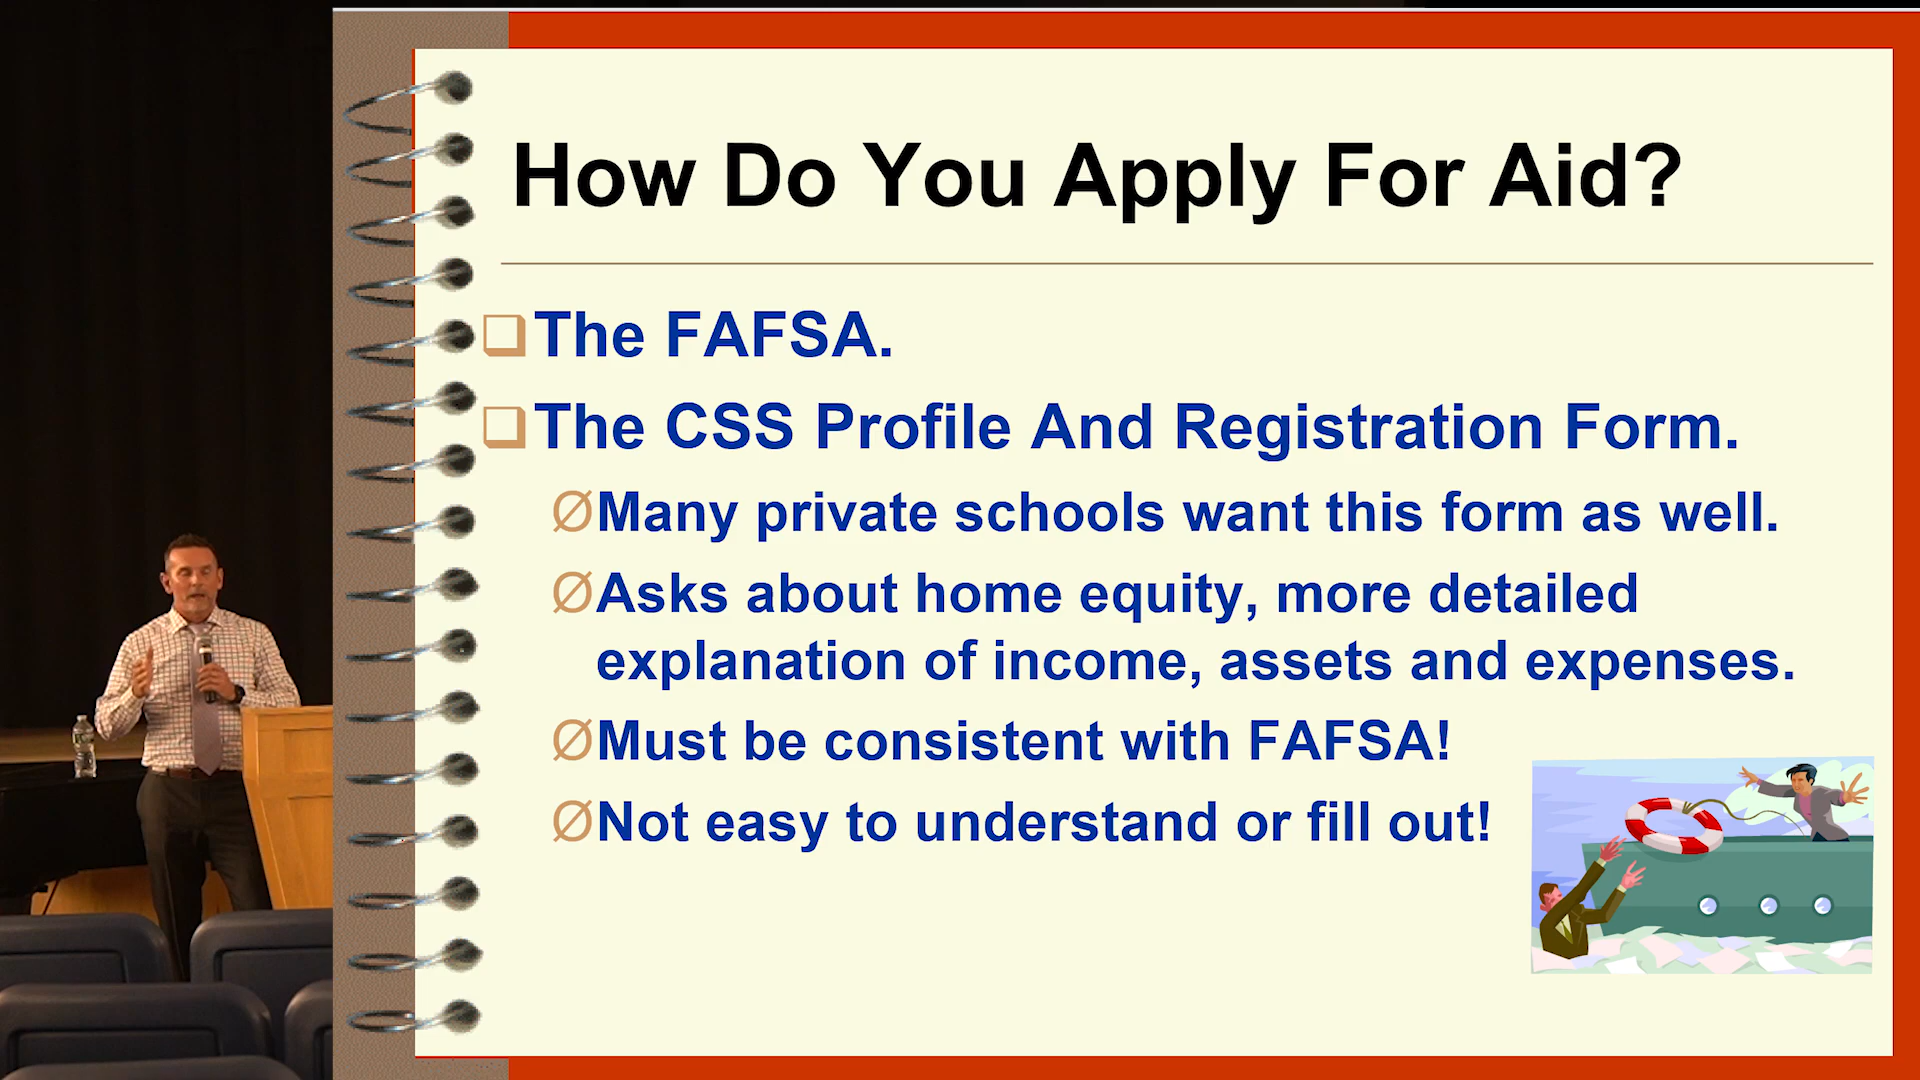 How Do You Apply For Aid?
The FAFSA.
The CSS Profile And Registration Form.
Many private schools want this form as well.
Asks about home equity, more detailed
explanation of income, assets and expenses.
Must be consistent with FAFSA!
Not easy to understand or fill out!